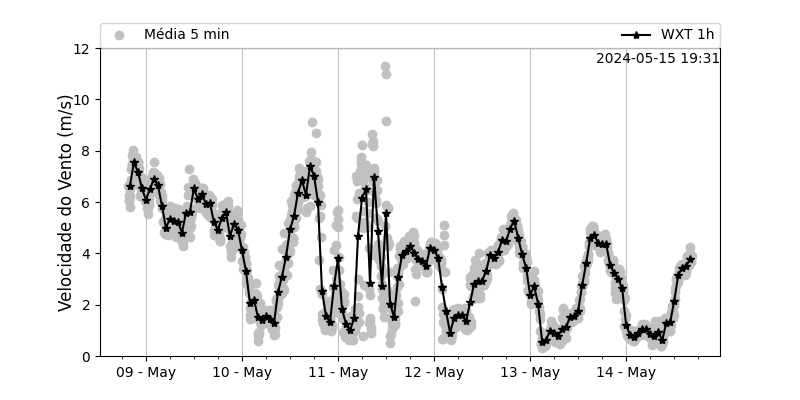 Média 5 min
WXT 1h
2024-05-15 19:31
Velocidade do Vento (m/s)
12
10
8
6
4
2
0
09 - May
10 - May
11 - May
12 - May
13 - May
14 - May